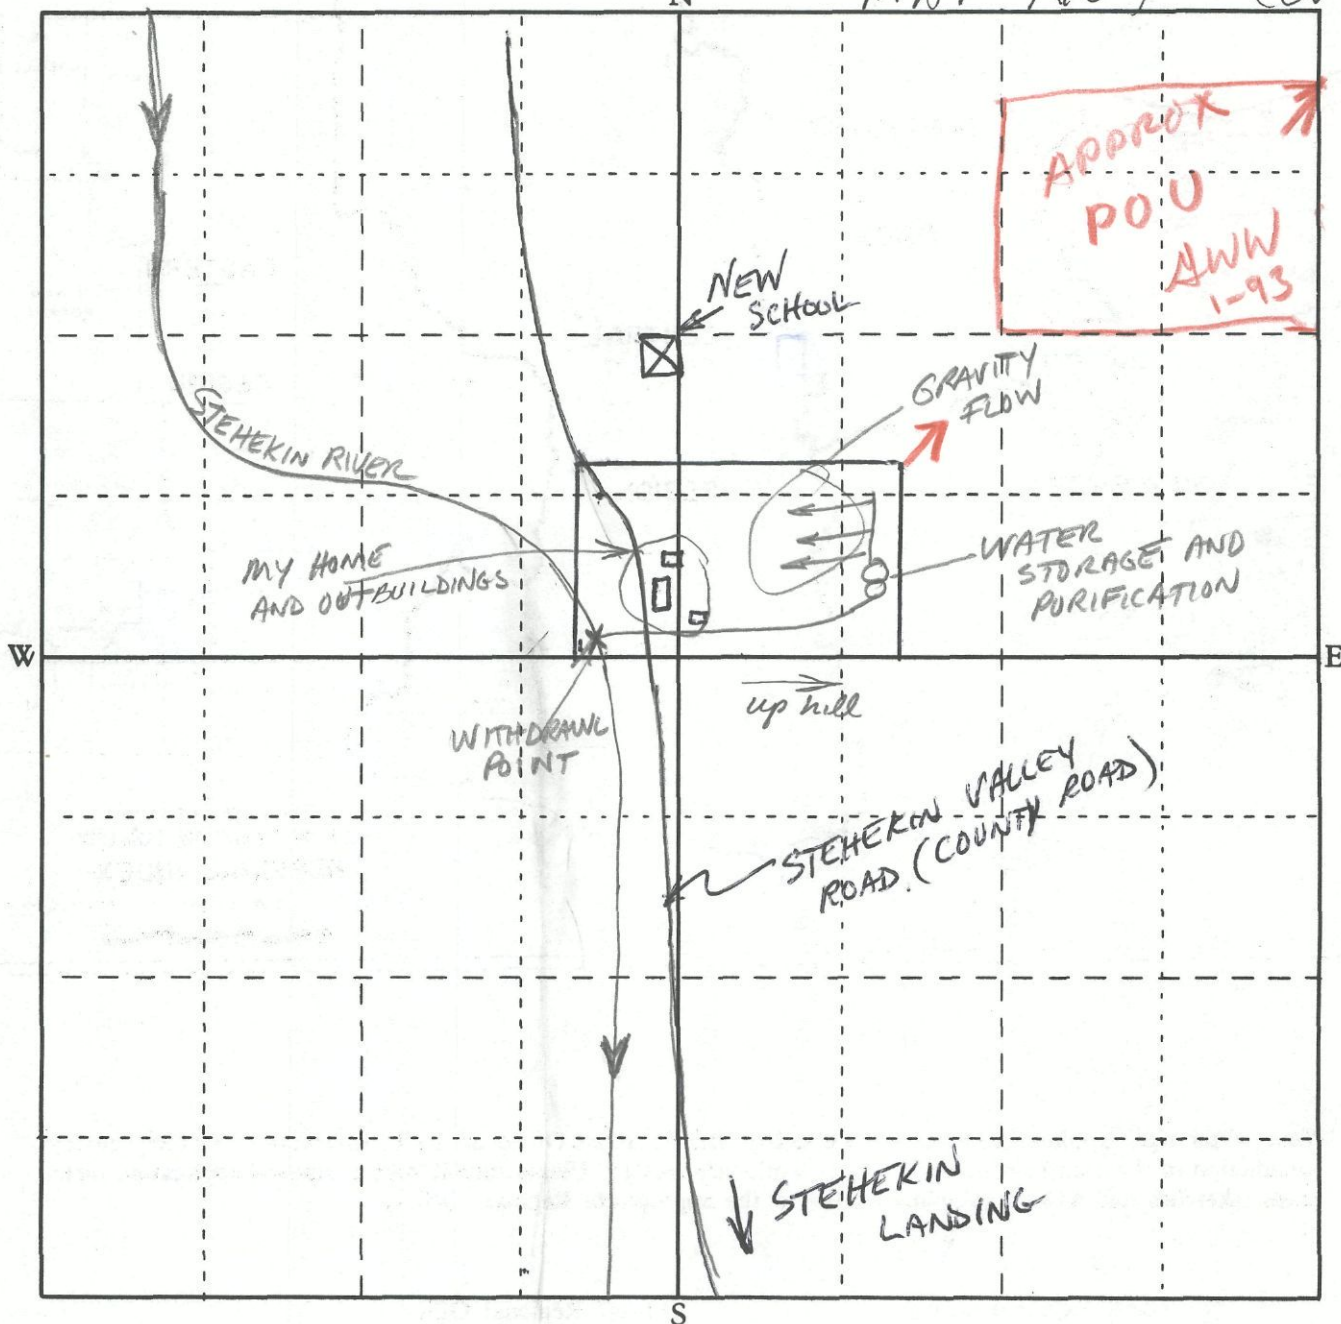 N
APPROX
POU
AWW
1-93
NEW
SCHOOL
GRAVITY
FLOW
STEHEKIN RIVER
MY HOME
AND OUTBUILDINGS
WATER
STORAGE AND
PURIFICATION
W
E
up hill
WITHDRAWL
POINT
STEHEKIN VALLEY
ROAD. (COUNTY ROAD)
STEHEKIN
LANDING
S